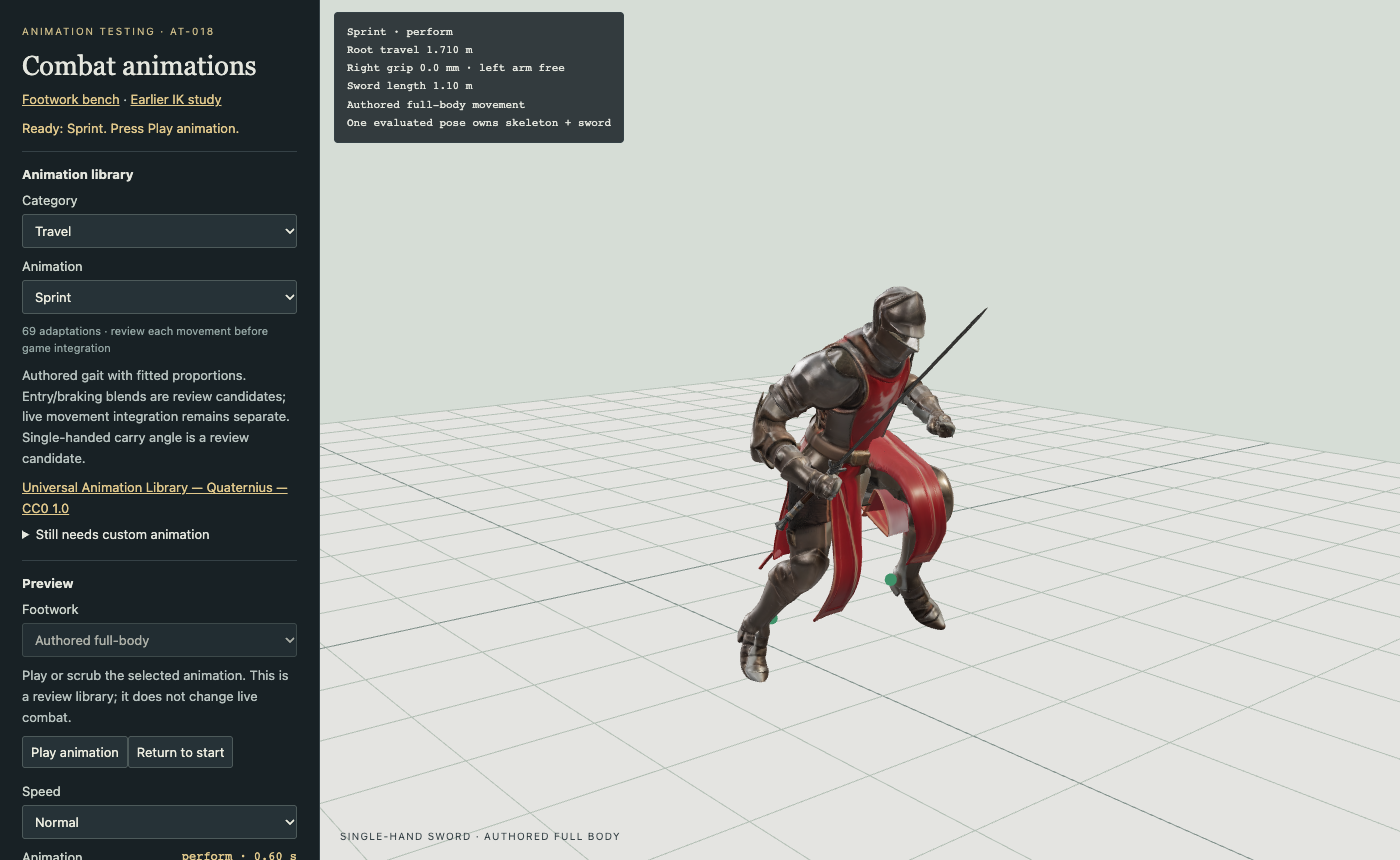 ANIMATION TESTING · AT-018
Combat animations
Footwork bench · Earlier IK study
Ready: Sprint. Press Play animation.
Animation library
Category
Travel
Animation
Sprint
69 adaptations · review each movement before
game integration
Authored gait with fitted proportions.
Entry/braking blends are review candidates;
live movement integration remains separate.
Single-handed carry angle is a review
candidate.
Universal Animation Library — Quaternius —
CC0 1.0
Still needs custom animation
Preview
Footwork
Authored full-body
Play or scrub the selected animation. This is
a review library; it does not change live
combat.
Play animation Return to start
Speed
Normal
Animation perform · 0.60 s
Sprint · perform
Root travel 1.710 m
Right grip 0.0 mm · left arm free
Sword length 1.10 m
Authored full-body movement
One evaluated pose owns skeleton + sword
SINGLE-HAND SWORD · AUTHORED FULL BODY